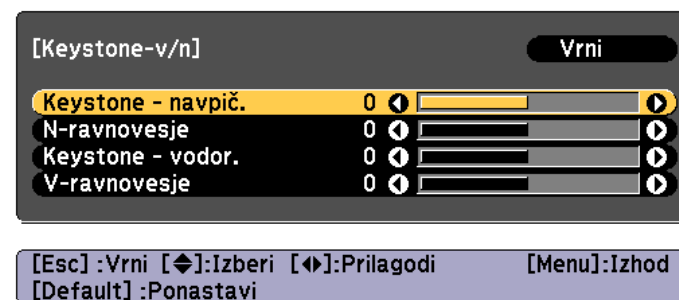 [Keystone-v/n] Vrni
Keystone - navpič. 0
N-ravnovesje 0
Keystone - vodor. 0
V-ravnovesje 0
[Esc] :Vrni [◆]:Izberi [◆]:Prilagodi [Menu]:Izhod
[Default] :Ponastavi